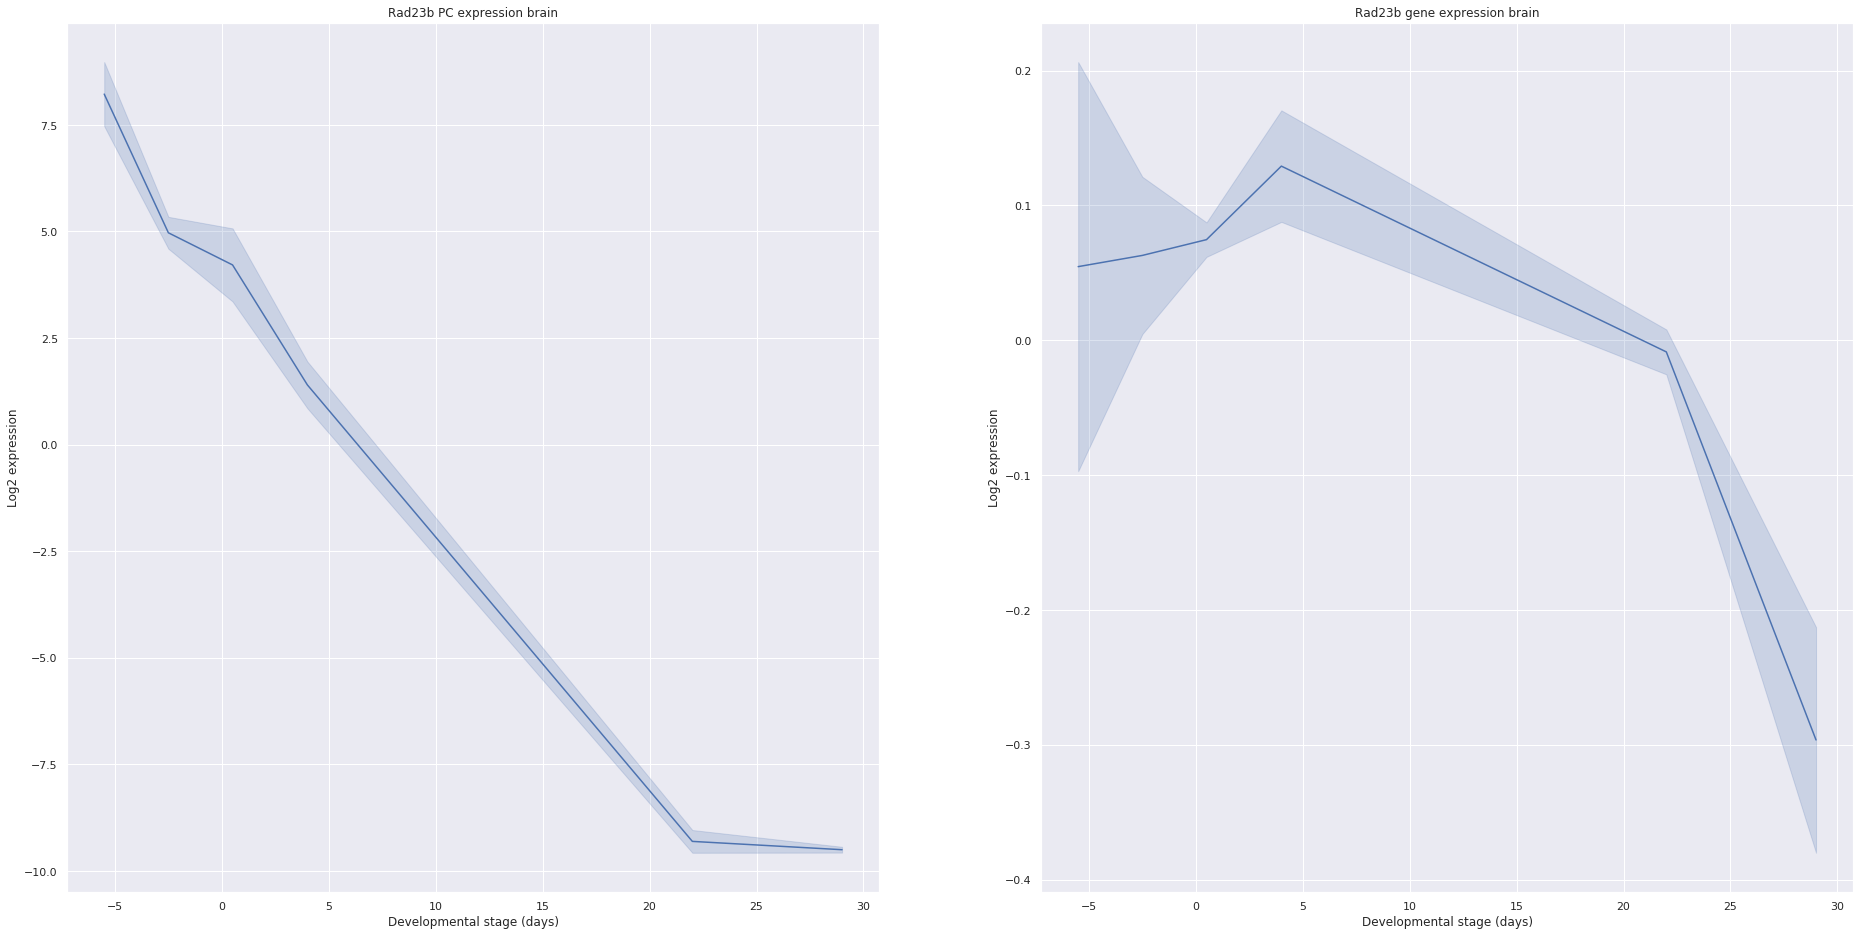 Rad23b PC expression brain
Log2 expression
7.5
5.0
2.5
0.0
−2.5
−5.0
−7.5
−10.0
−5 0 5 10 15 20 25 30
Developmental stage (days)
Rad23b gene expression brain
Log2 expression
0.2
0.1
0.0
−0.1
−0.2
−0.3
−0.4
−5 0 5 10 15 20 25 30
Developmental stage (days)